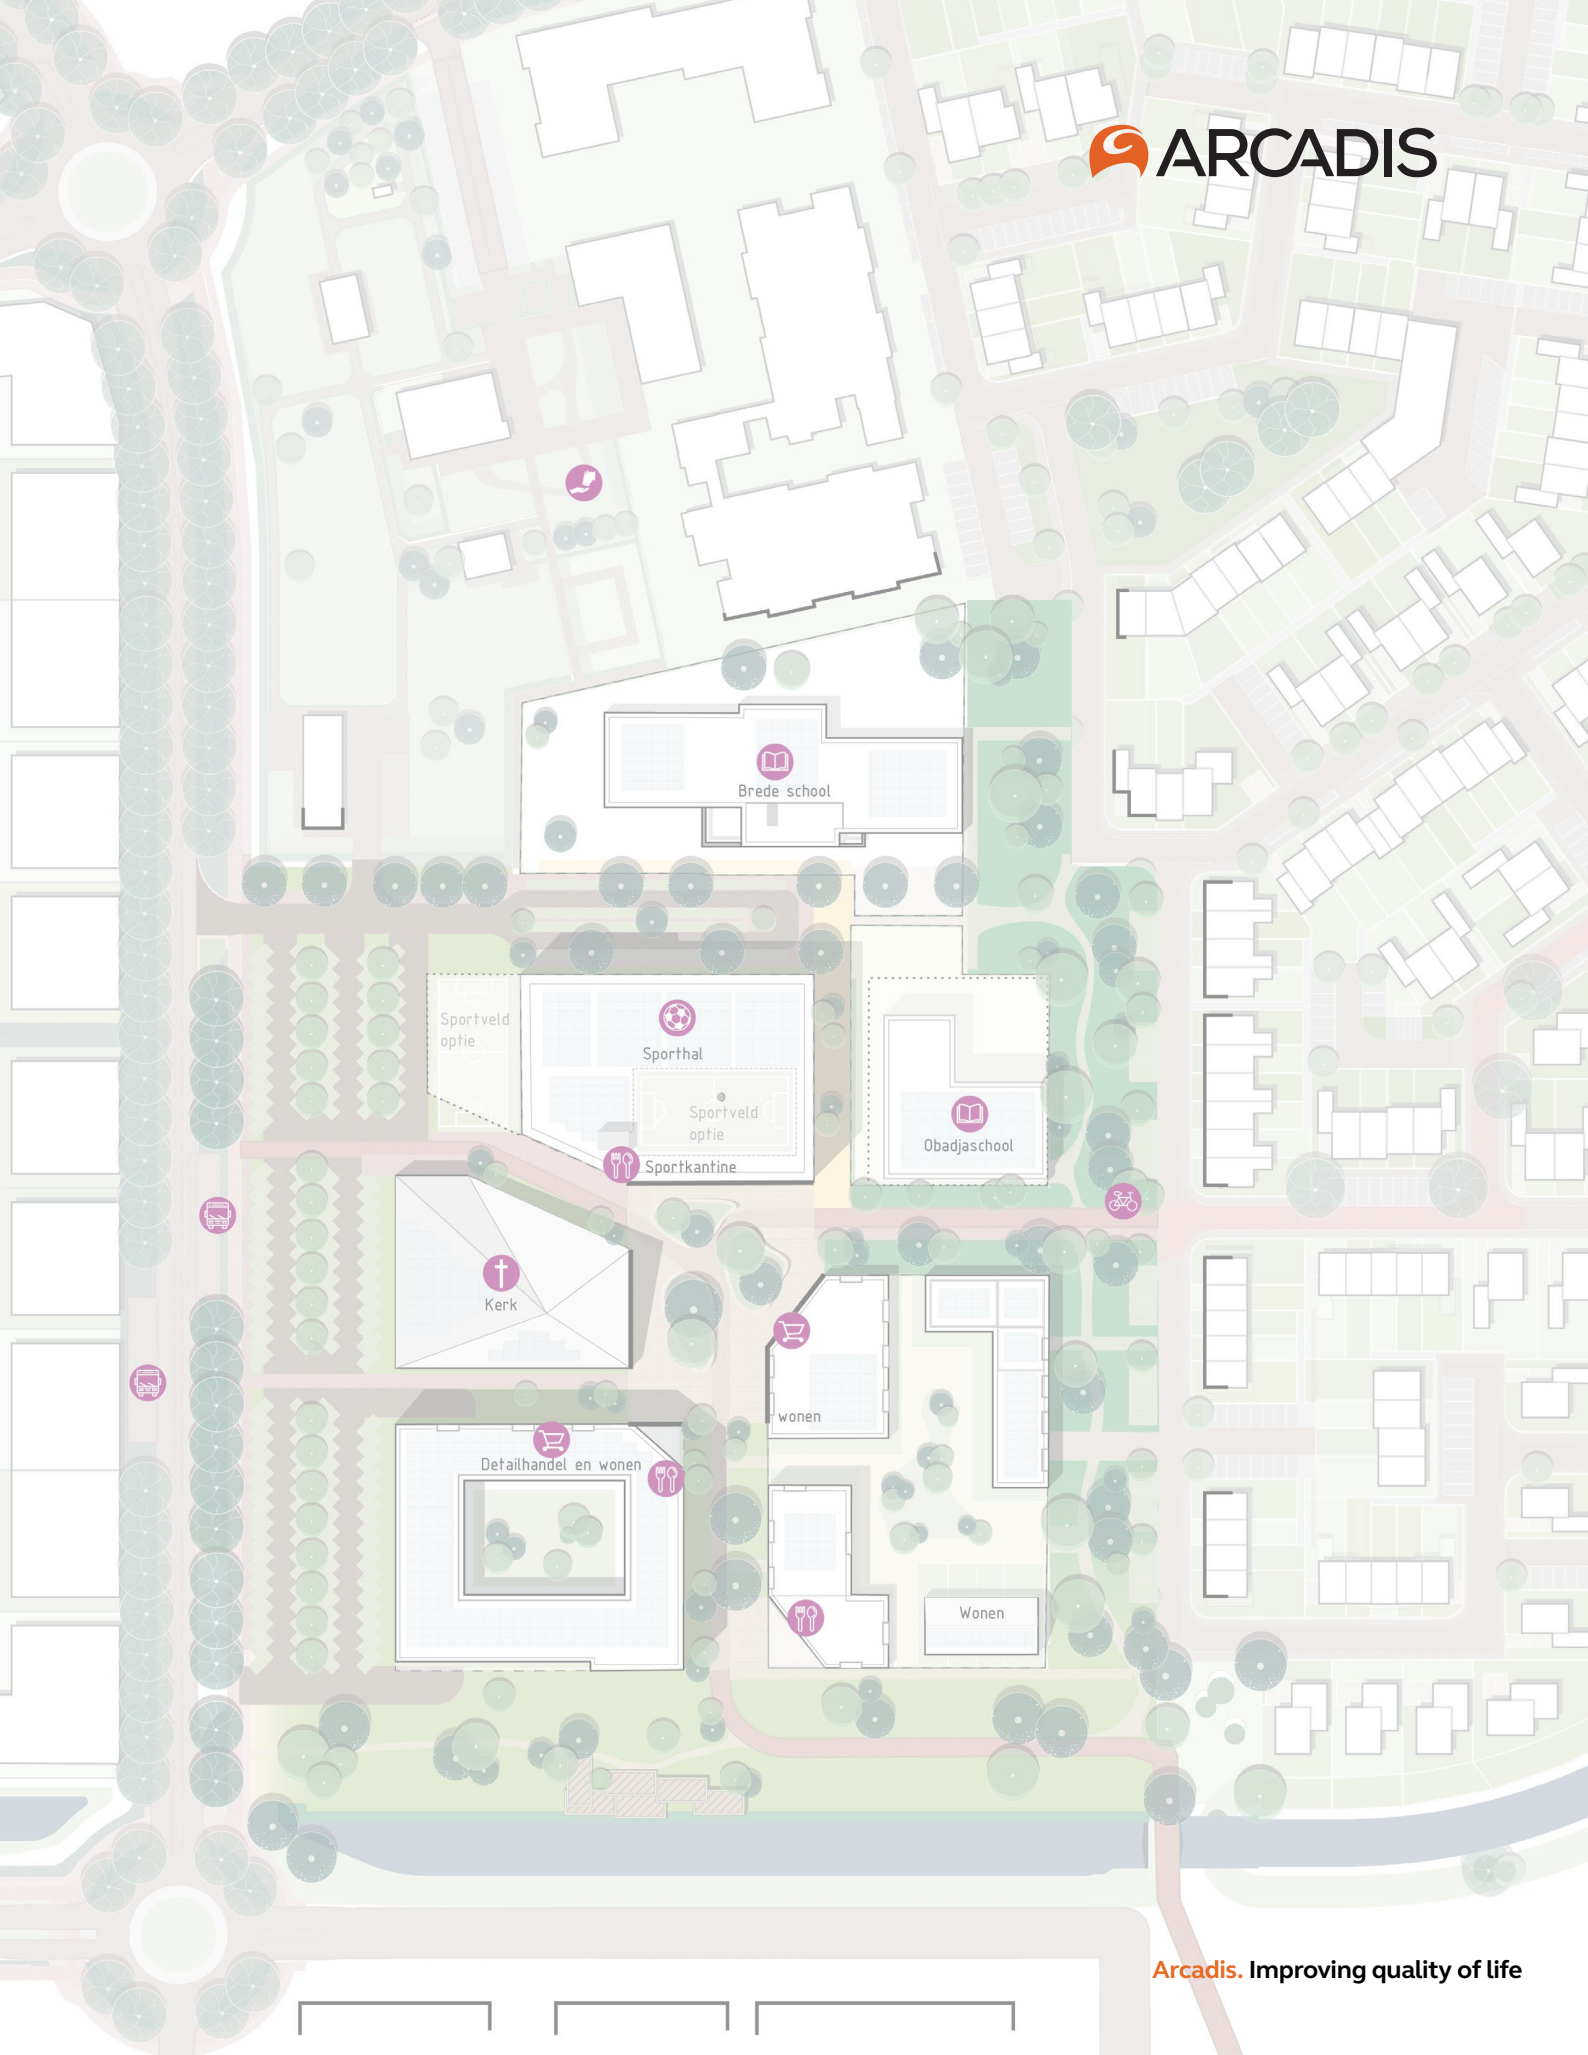 ARCADIS
Brede school
Sportveld
optie
Sporthal
Sportveld
optie
Sportkantine
Obadjaschool
Kerk
wonen
Detailhandel en wonen
Wonen
Arcadis. Improving quality of life